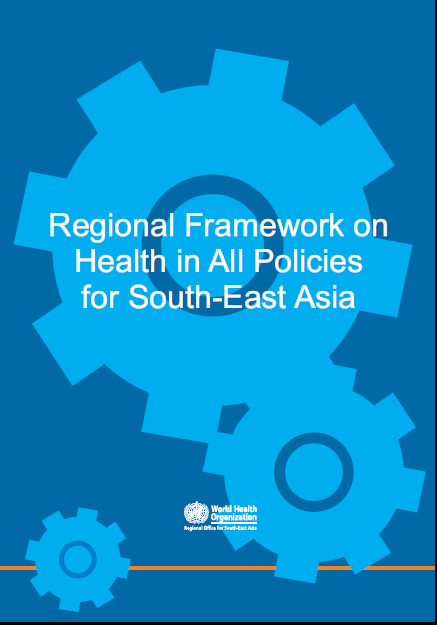 Regional Framework on
Health in All Policies
for South-East Asia
World Health
Organization
Regional Office for South-East Asia